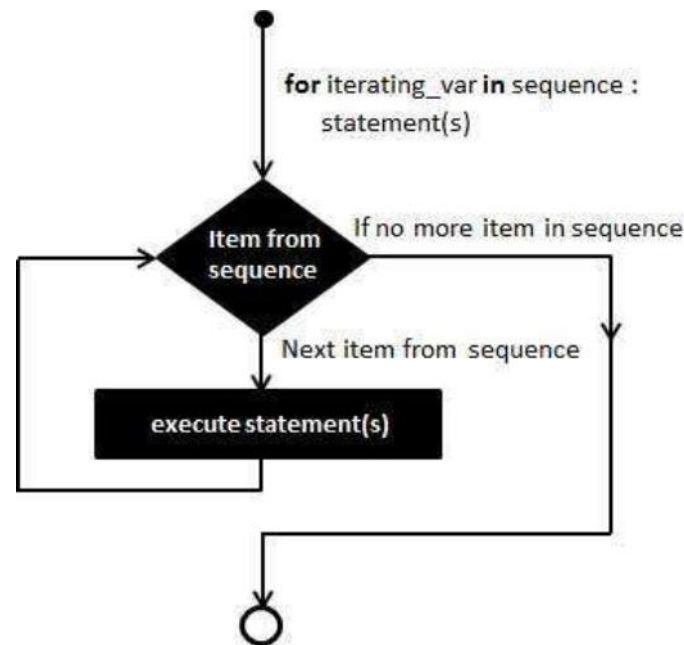 for iterating_var in sequence :
statement(s)
If no more item in sequence
Item from
sequence
Next item from sequence
execute statement(s)